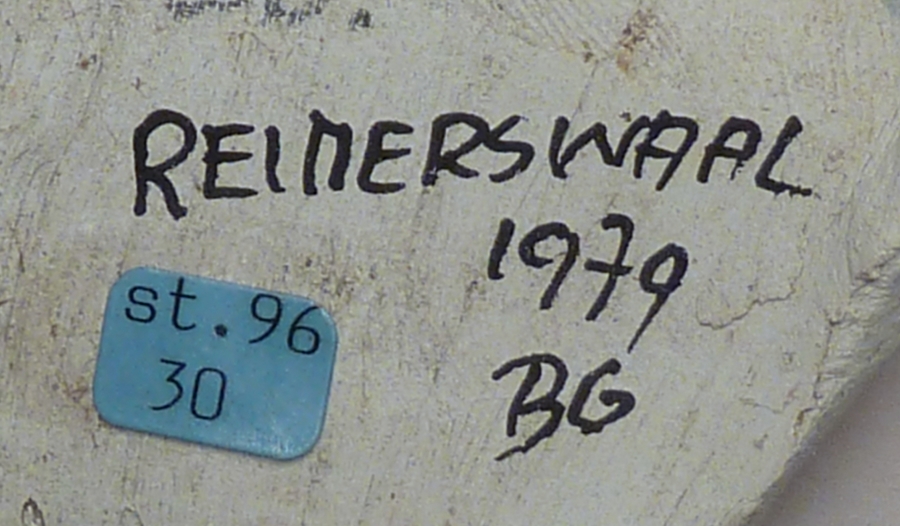 REIMERSWAAL
1979
BG
st.96
30